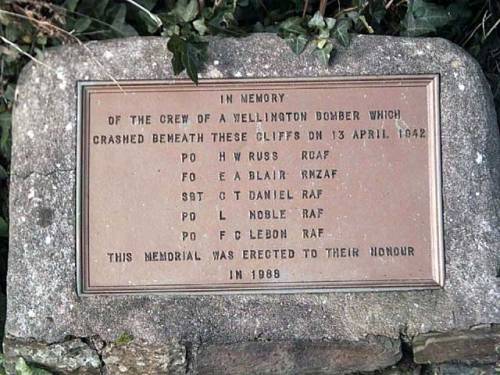 IN MEMORY
OF THE CREW OF A WELLINGTON BOMBER WHICH
CRASHED BENEATH THESE CLIFFS ON 13 APRIL 1942
PO H W RUSS RCAF
FO E A BLAIR RNZAF
SGT C T DANIEL RAF
PO L NOBLE RAF
PO F C LEBON RAF
THIS MEMORIAL WAS ERECTED TO THEIR HONOUR
IN 1988